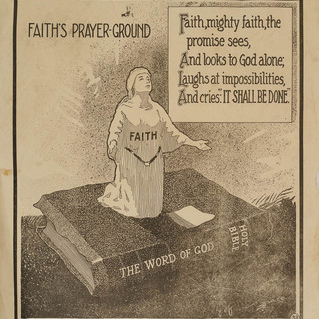 FAITH'S PRAYER-GROUND
Faith, mighty faith, the
promise sees,
And looks to God alone;
Laughs at impossibilities,
And cries: "IT SHALL BE DONE."
FAITH
THE WORD OF GOD
HOLY
BIBLE